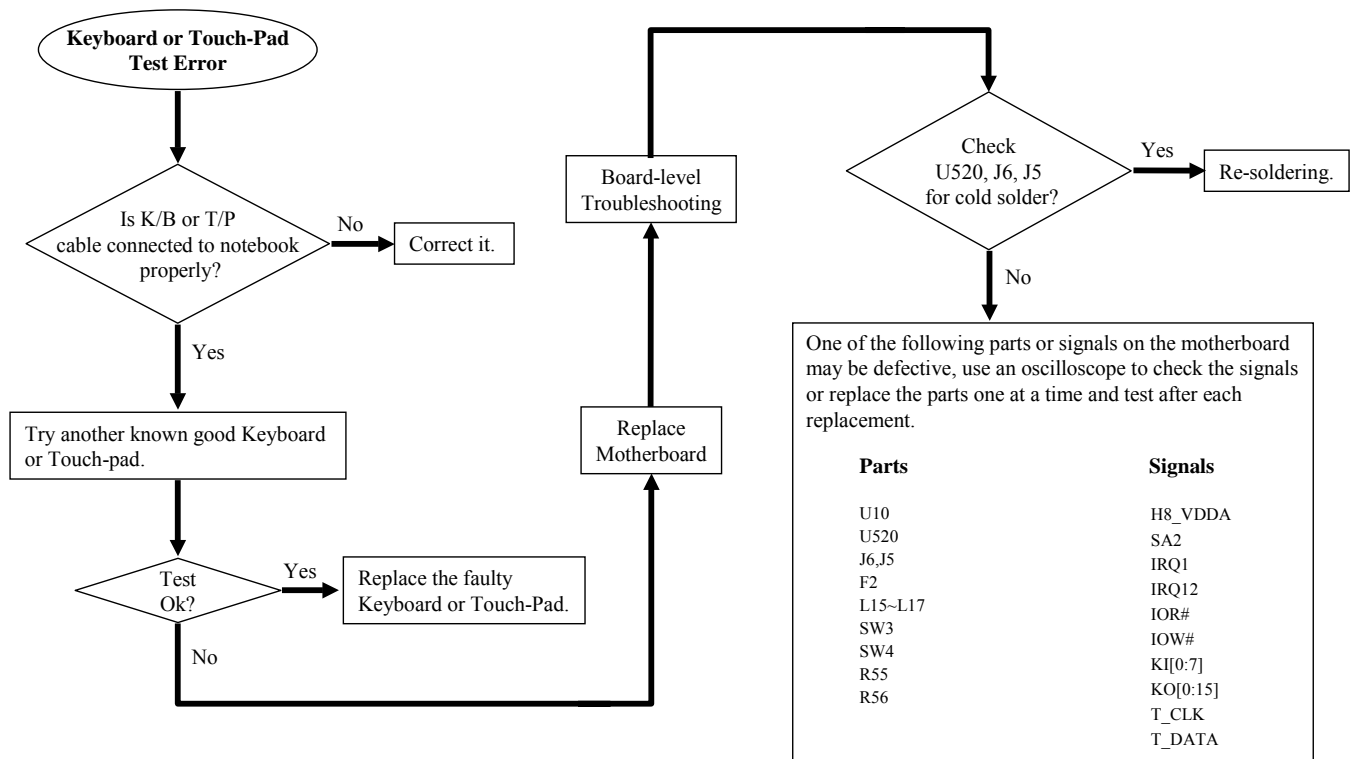 Keyboard or Touch-Pad
Test Error
Is K/B or T/P
cable connected to notebook
properly?
No
Correct it.
Yes
Try another known good Keyboard
or Touch-pad.
Test
Ok?
Yes
Replace the faulty
Keyboard or Touch-Pad.
No
Replace
Motherboard
Board-level
Troubleshooting
Check
U520, J6, J5
for cold solder?
Yes
Re-soldering.
No
One of the following parts or signals on the motherboard
may be defective, use an oscilloscope to check the signals
or replace the parts one at a time and test after each
replacement.
Parts
U10
U520
J6,J5
F2
L15~L17
SW3
SW4
R55
R56
Signals
H8_VDDA
SA2
IRQ1
IRQ12
IOR#
IOW#
KI[0:7]
KO[0:15]
T_CLK
T_DATA